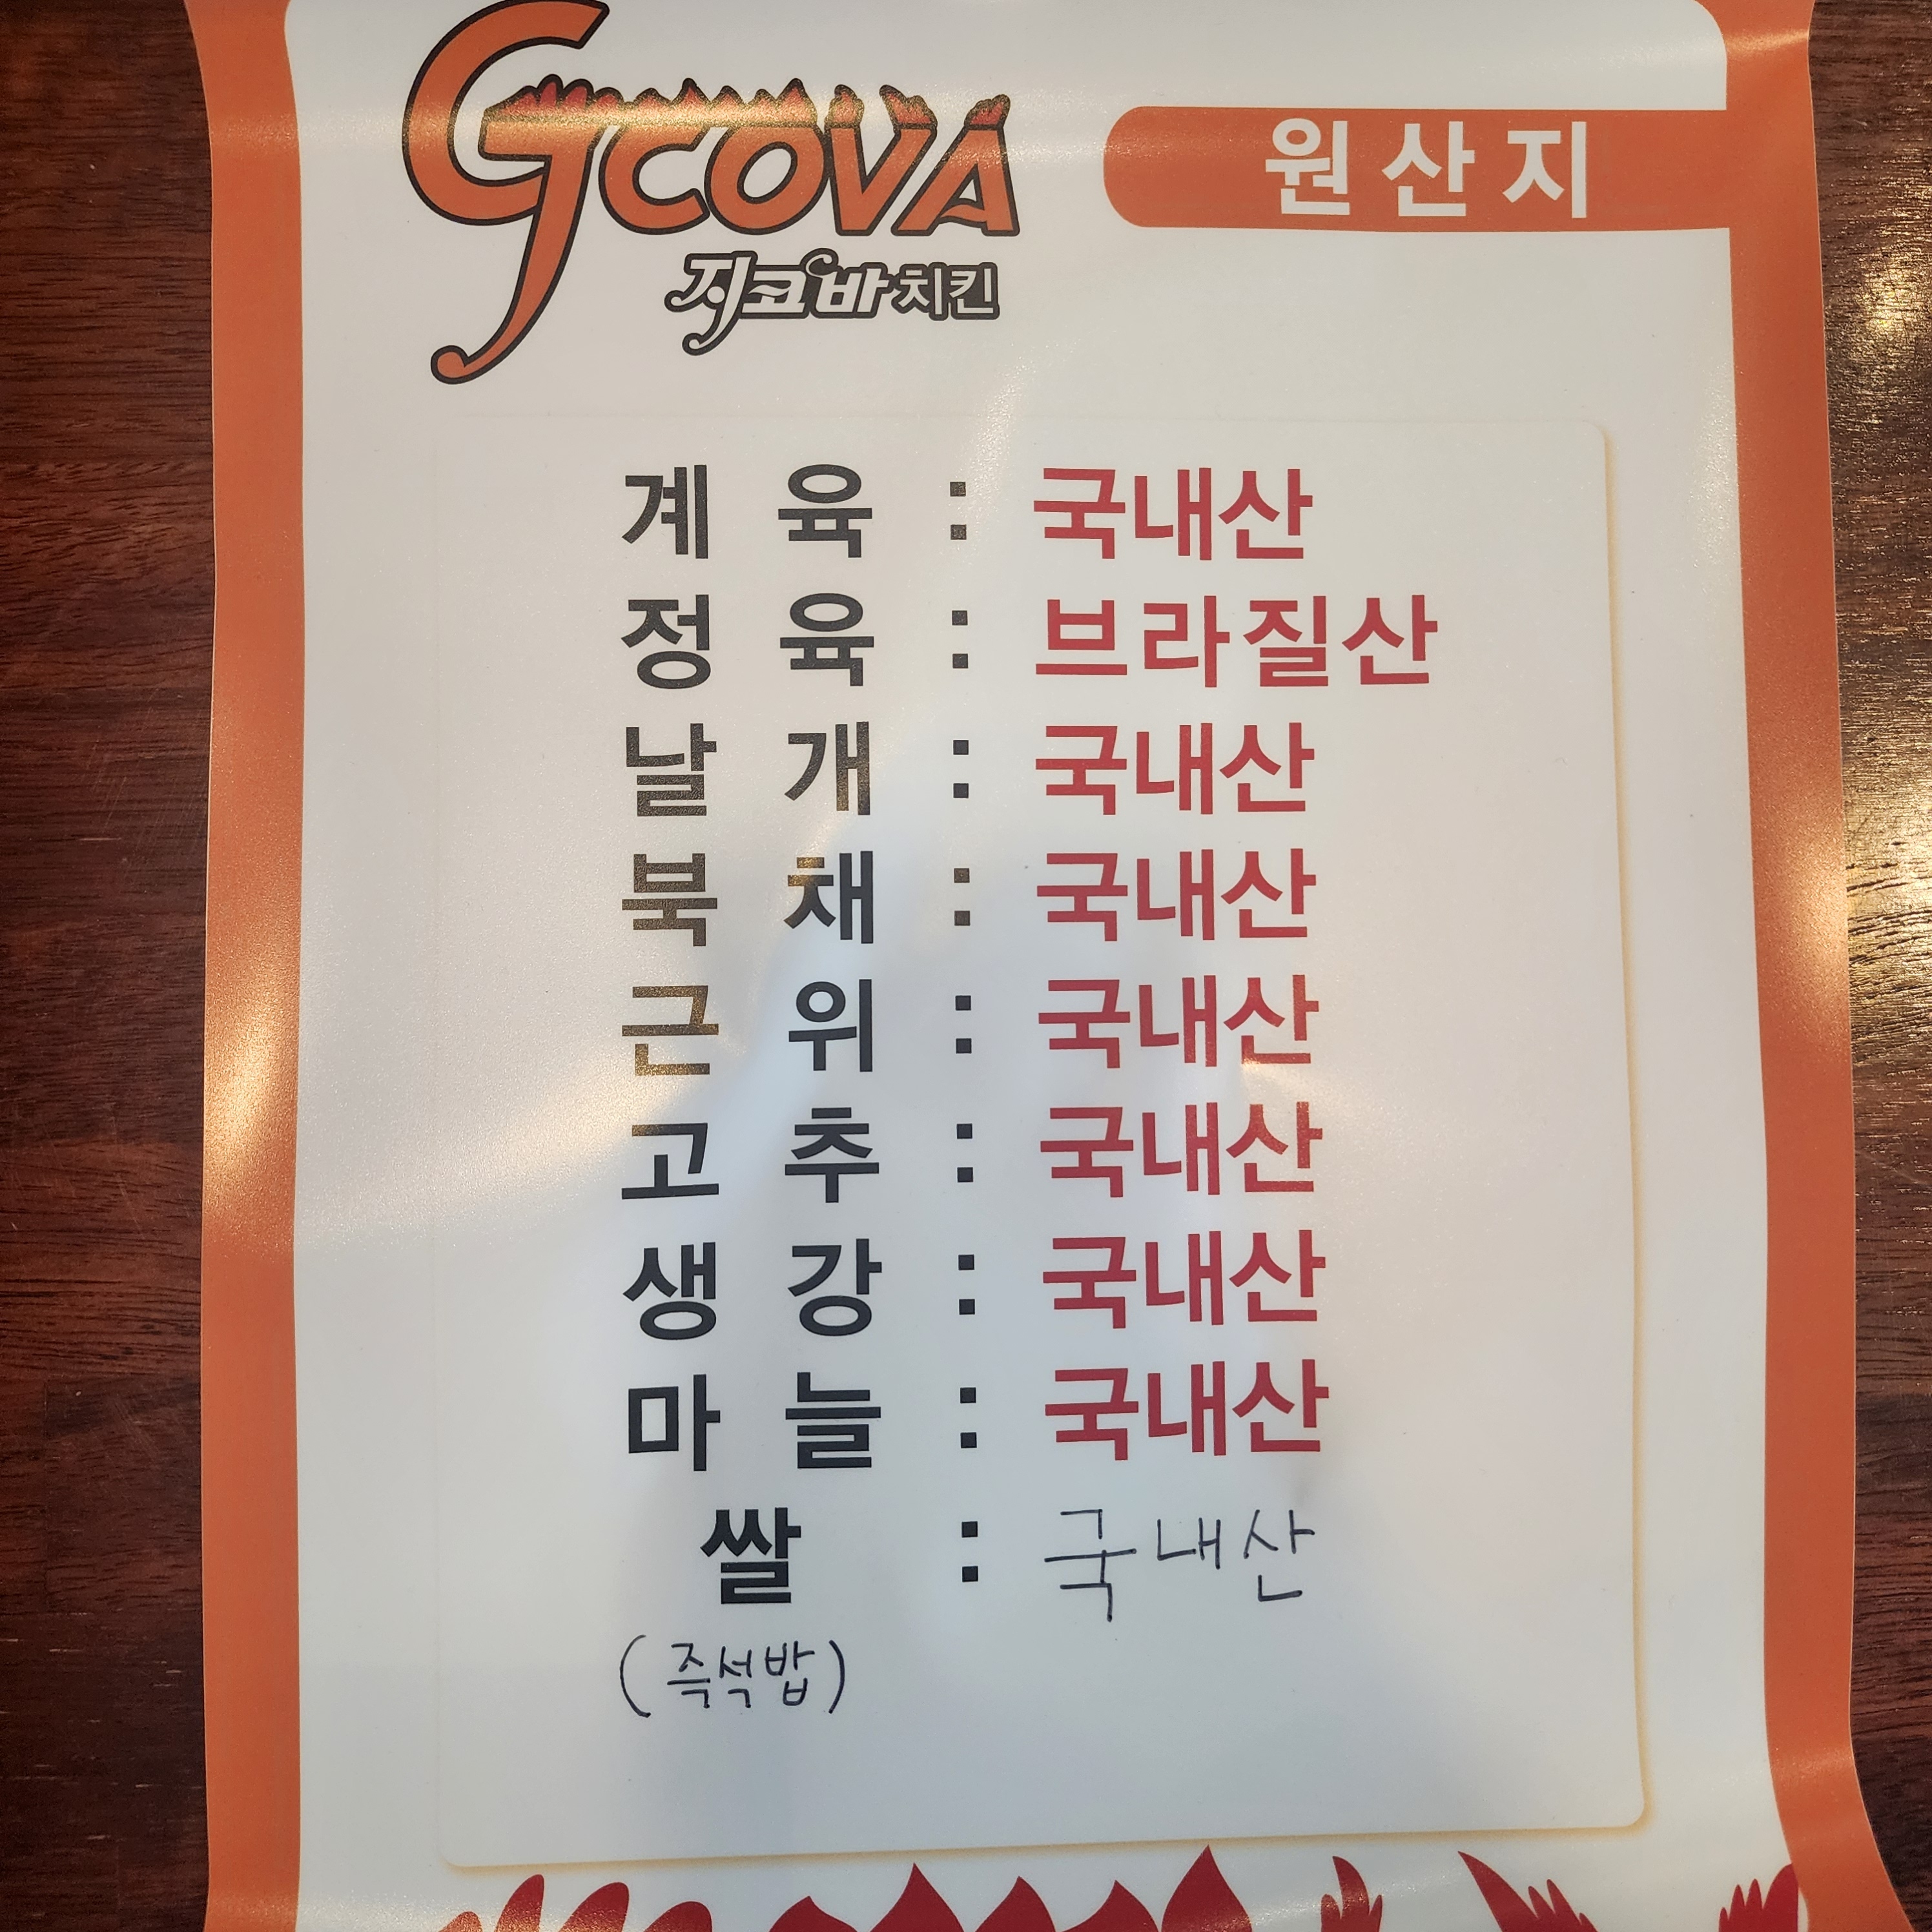 GCOVA
지코바치킨
원산지
계 육 : 국내산
정 육 : 브라질산
날 개 : 국내산
북 채 : 국내산
근 위 : 국내산
고 추 : 국내산
생 강 : 국내산
마 늘 : 국내산
쌀 : 국내산
(즉석밥)